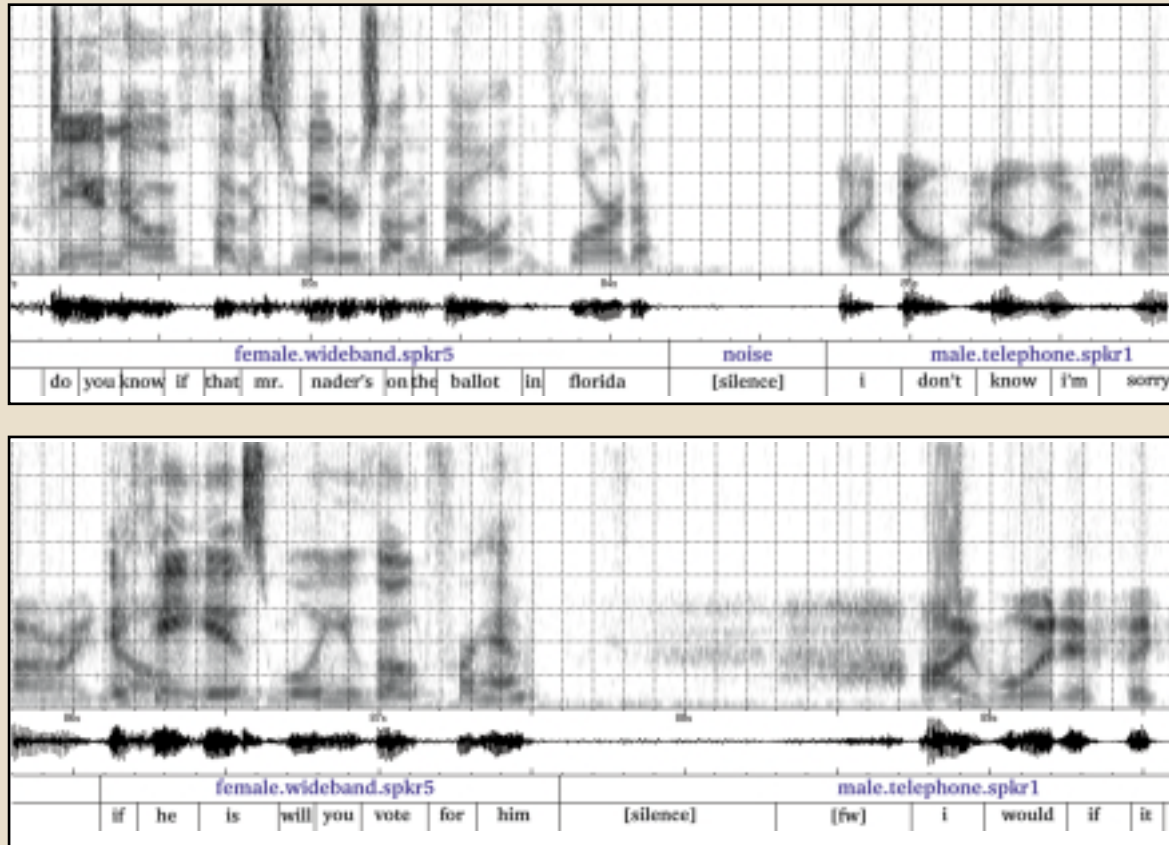 female.wideband.spkr5 noise male.telephone.spkr1
do you know if that mr. nader's on the ballot in florida [silence] i don't know i'm sorry
female.wideband.spkr5 male.telephone.spkr1
if he is will you vote for him [silence] [fw] i would if it